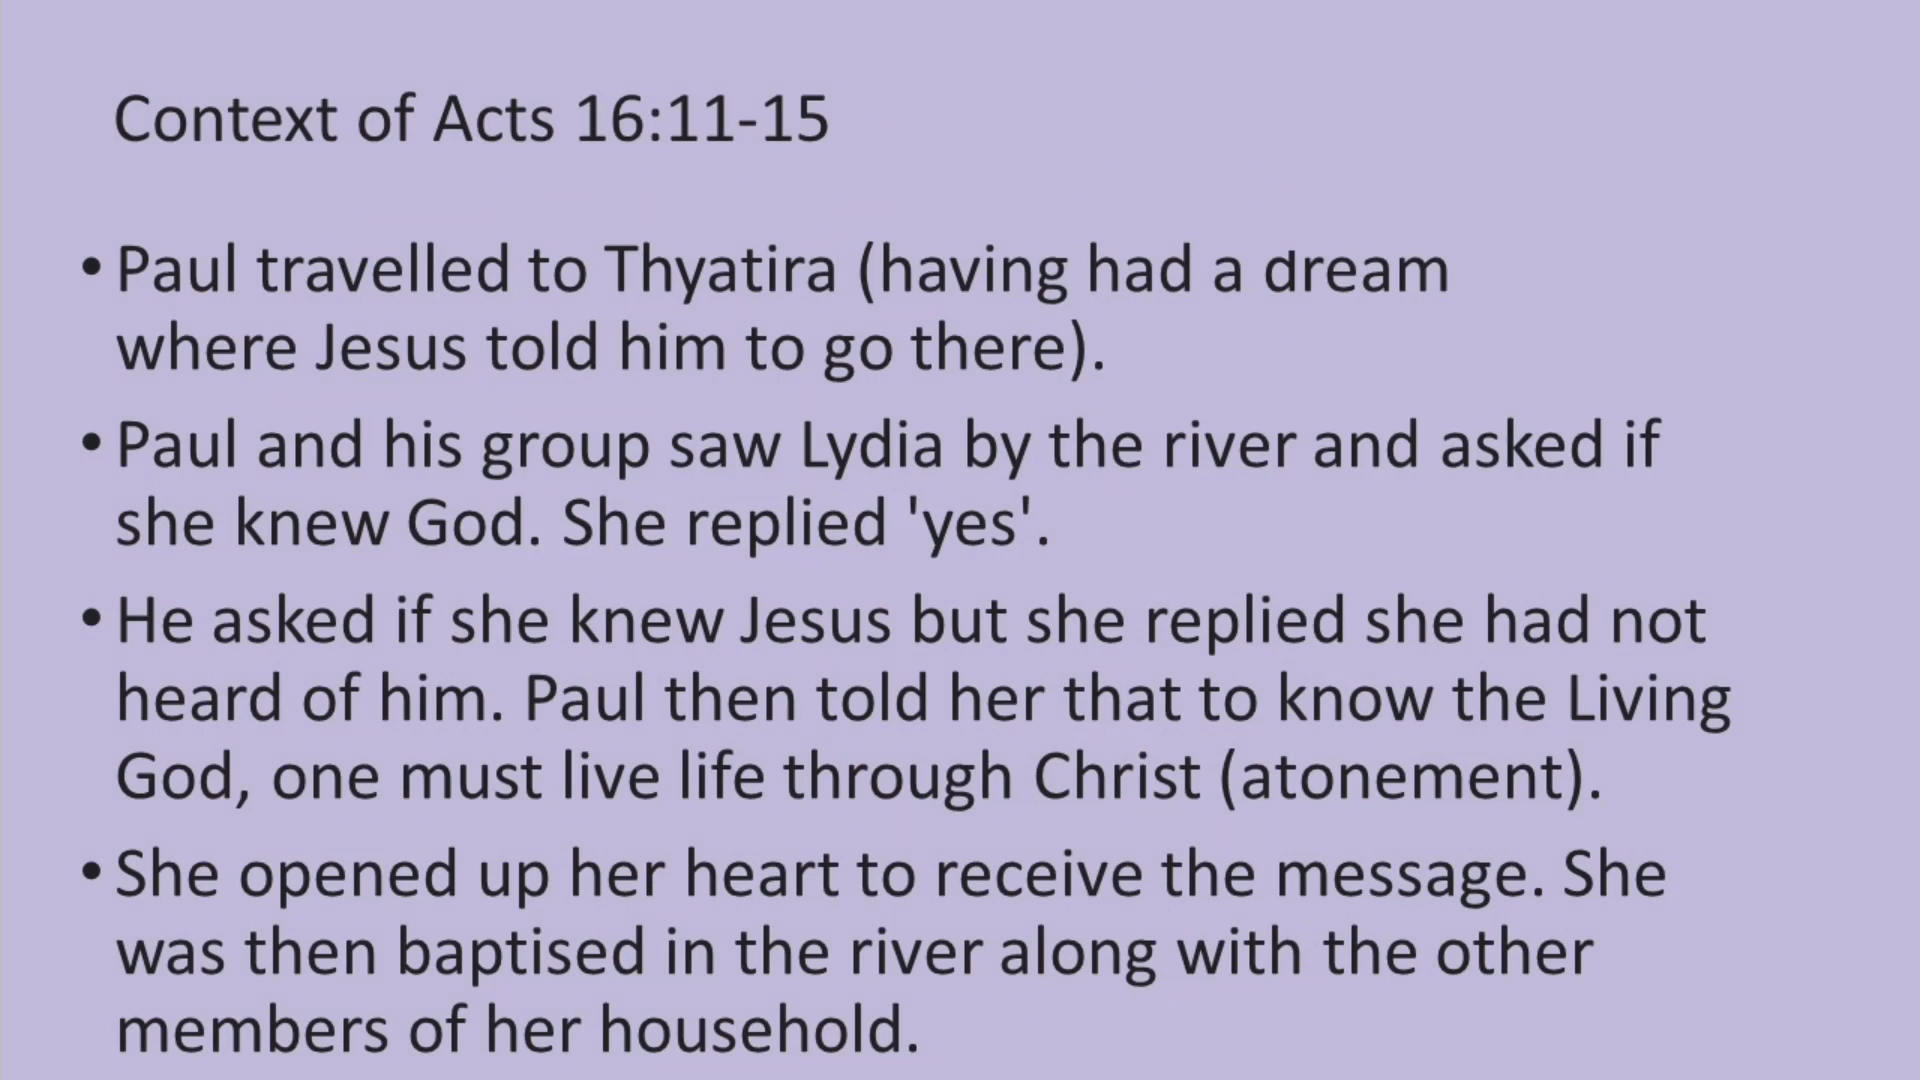 Context of Acts 16:11-15
• Paul travelled to Thyatira (having had a dream
where Jesus told him to go there).
• Paul and his group saw Lydia by the river and asked if
she knew God. She replied 'yes'.
• He asked if she knew Jesus but she replied she had not
heard of him. Paul then told her that to know the Living
God, one must live life through Christ (atonement).
• She opened up her heart to receive the message. She
was then baptised in the river along with the other
members of her household.